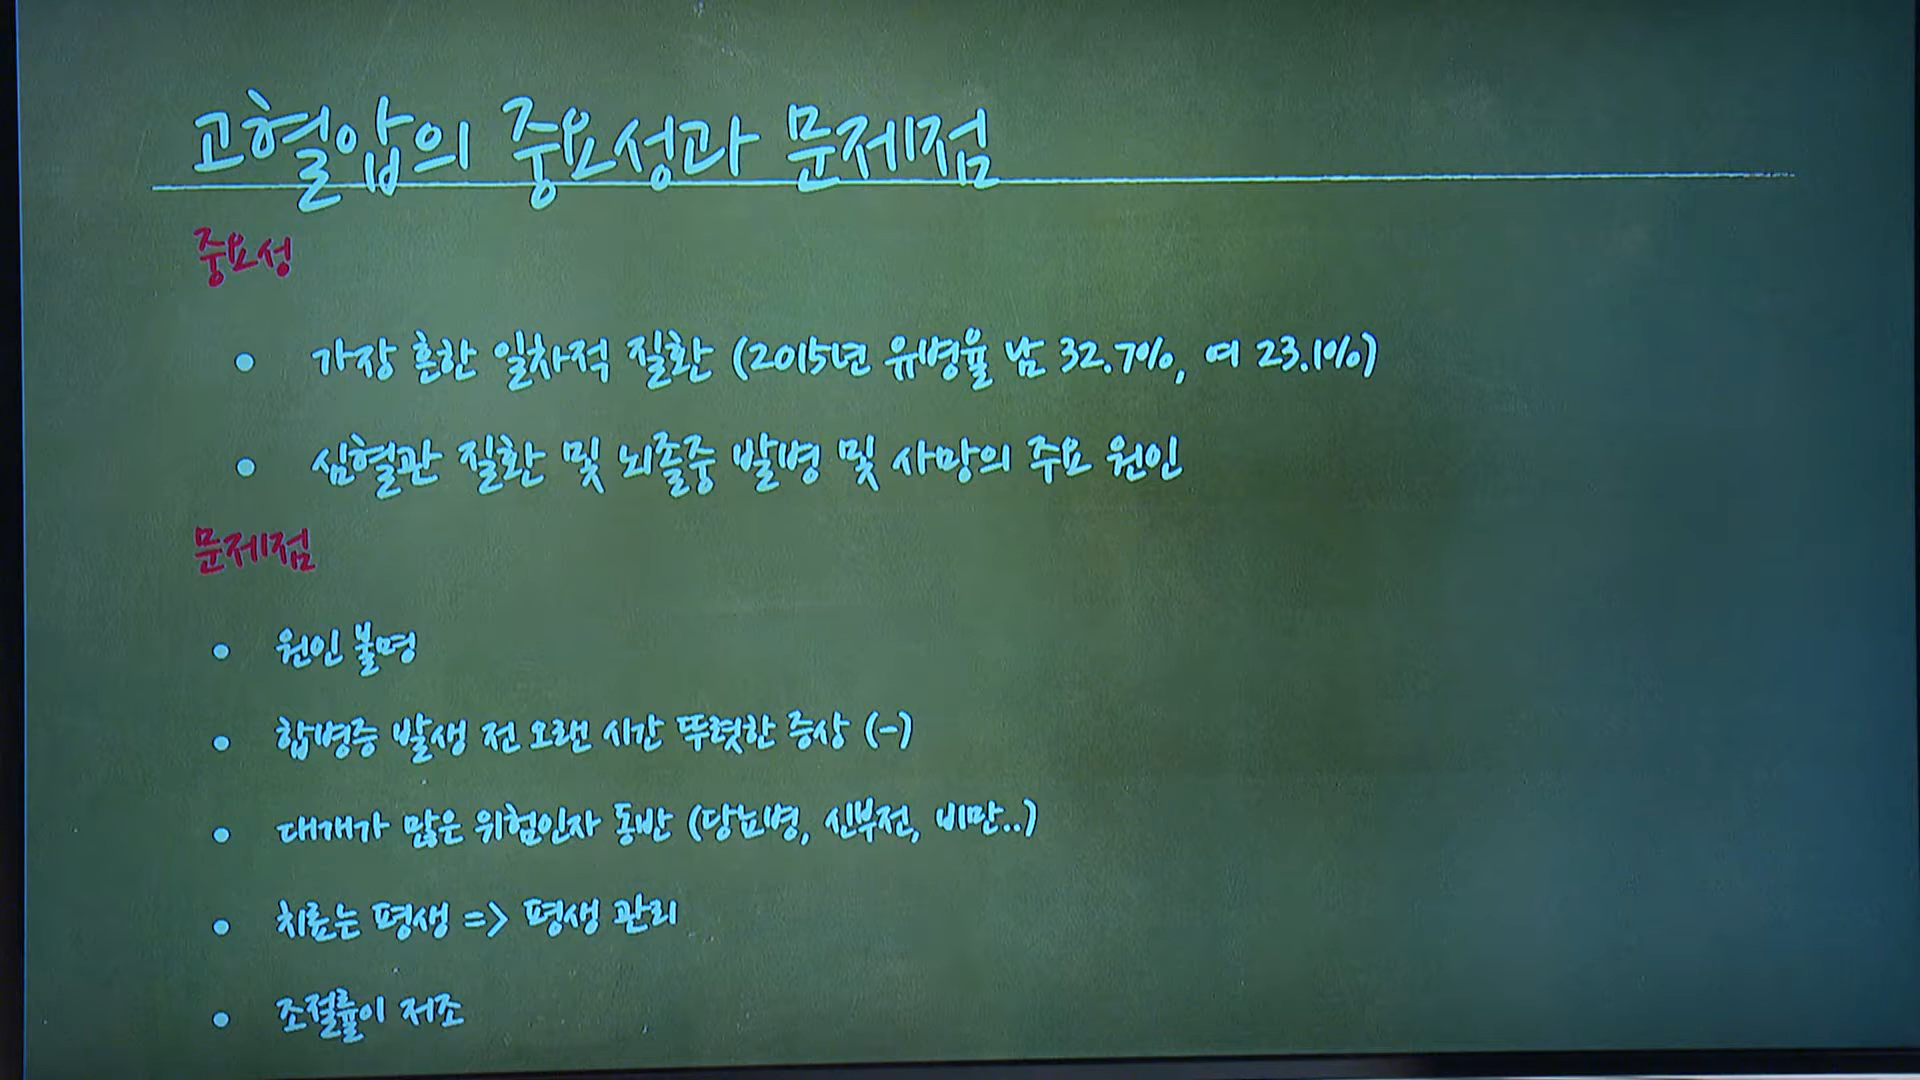 고혈압의 중요성과 문제점
중요성
• 가장 흔한 일차적 질환 (2015년 유병율 남 32.7%, 여 23.1%)
• 심혈관 질환 및 뇌졸중 발병 및 사망의 주요 원인
문제점
• 원인 불명
• 합병증 발생 전 오랜 시간 뚜렷한 증상 (-)
• 대개가 많은 위험인자 동반 (당뇨병, 신부전, 비만..)
• 치료는 평생 => 평생 관리
• 조절률이 저조